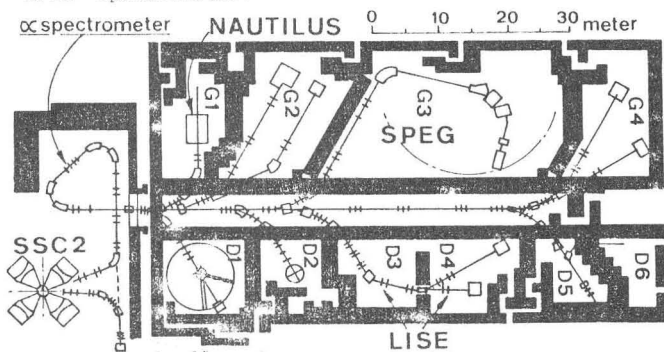 αspectrometer
NAUTILUS
0 10 20 30 meter
G1
G2
G3
SPEG
G4
SSC2
D1
D2
D3
D4
D5
D6
LISE